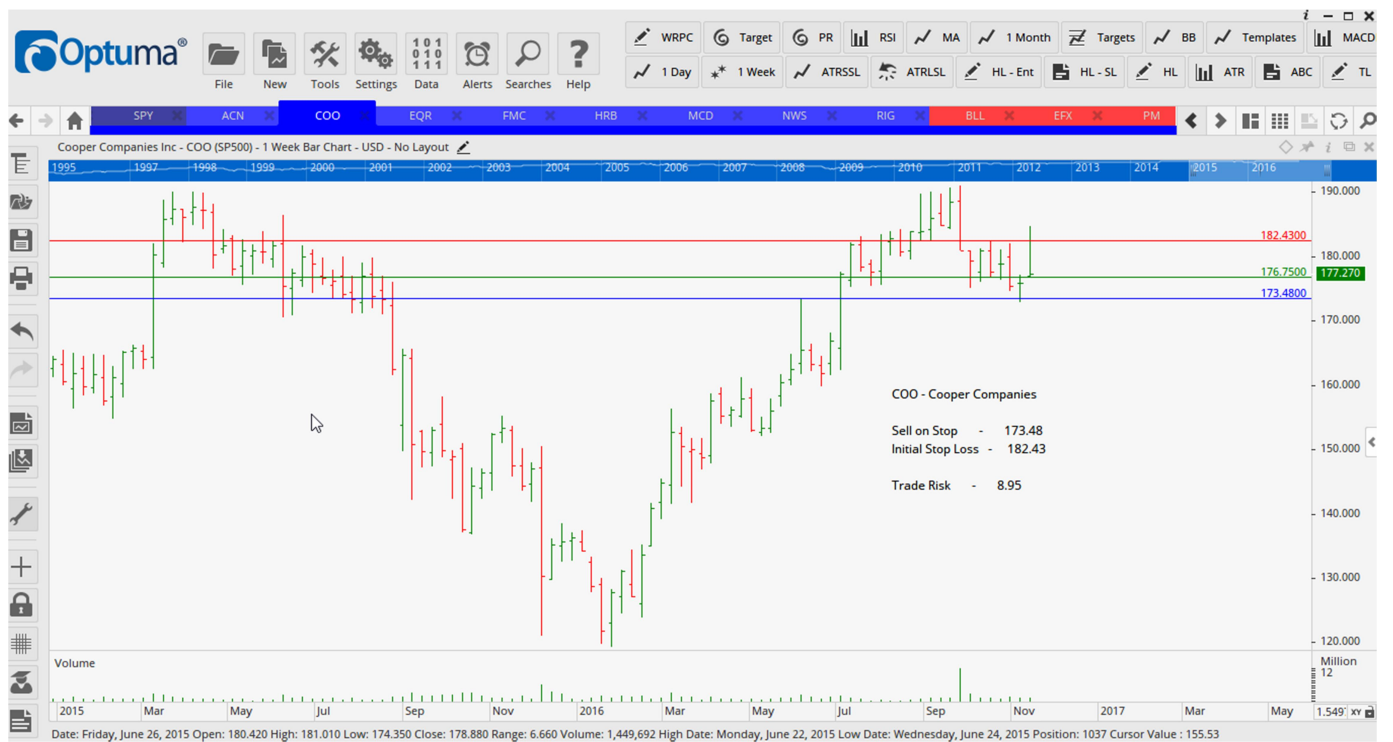 Optuma®
File
New
Tools
Settings
Data
Alerts
Searches
Help
WRPC Target PR RSI MA 1 Month Targets BB Templates MACD
1 Day 1 Week ATRSSL ATRLSL HL - Ent HL - SL HL ATR ABC TL
SPY ACN COO EQR FMC HRB MCD NWS RIG BLL EFX PM
Cooper Companies Inc - COO (SP500) - 1 Week Bar Chart - USD - No Layout
1995 1997 1998 1999 2000 2001 2002 2003 2004 2005 2006 2007 2008 2009 2010 2011 2012 2013 2014 2015 2016
190.000
182.4300
180.000
176.7500 177.270
173.4800
170.000
160.000
COO - Cooper Companies
Sell on Stop - 173.48
Initial Stop Loss - 182.43
150.000
Trade Risk - 8.95
140.000
130.000
120.000
Volume
Million
12
2015 Mar May Jul Sep Nov 2016 Mar May Jul Sep Nov 2017 Mar May
XY
Date: Friday, June 26, 2015 Open: 180.420 High: 181.010 Low: 174.350 Close: 178.880 Range: 6.660 Volume: 1,449,692 High Date: Monday, June 22, 2015 Low Date: Wednesday, June 24, 2015 Position: 1037 Cursor Value : 155.53